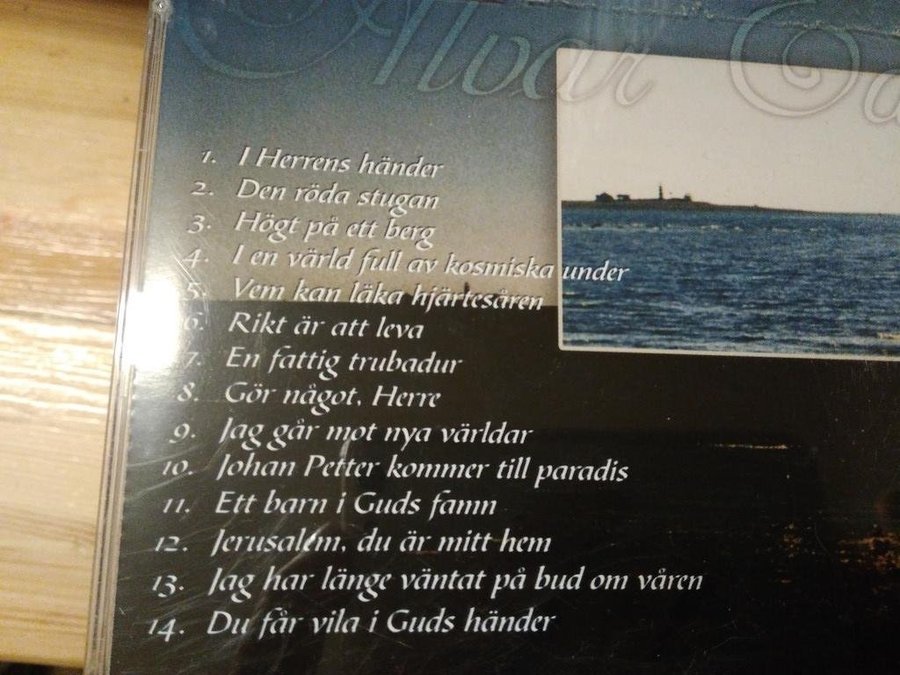 Alvar
1. I Herrens händer
2. Den röda stugan
3. Högt på ett berg
4. I en värld full av kosmiska under
5. Vem kan läka hjärtesåren
6. Rikt är att leva
7. En fattig trubadur
8. Gör något, Herre
9. Jag går mot nya världar
10. Johan Petter kommer till paradis
11. Ett barn i Guds famn
12. Jerusalem, du är mitt hem
13. Jag har länge väntat på bud om våren
14. Du får vila i Guds händer